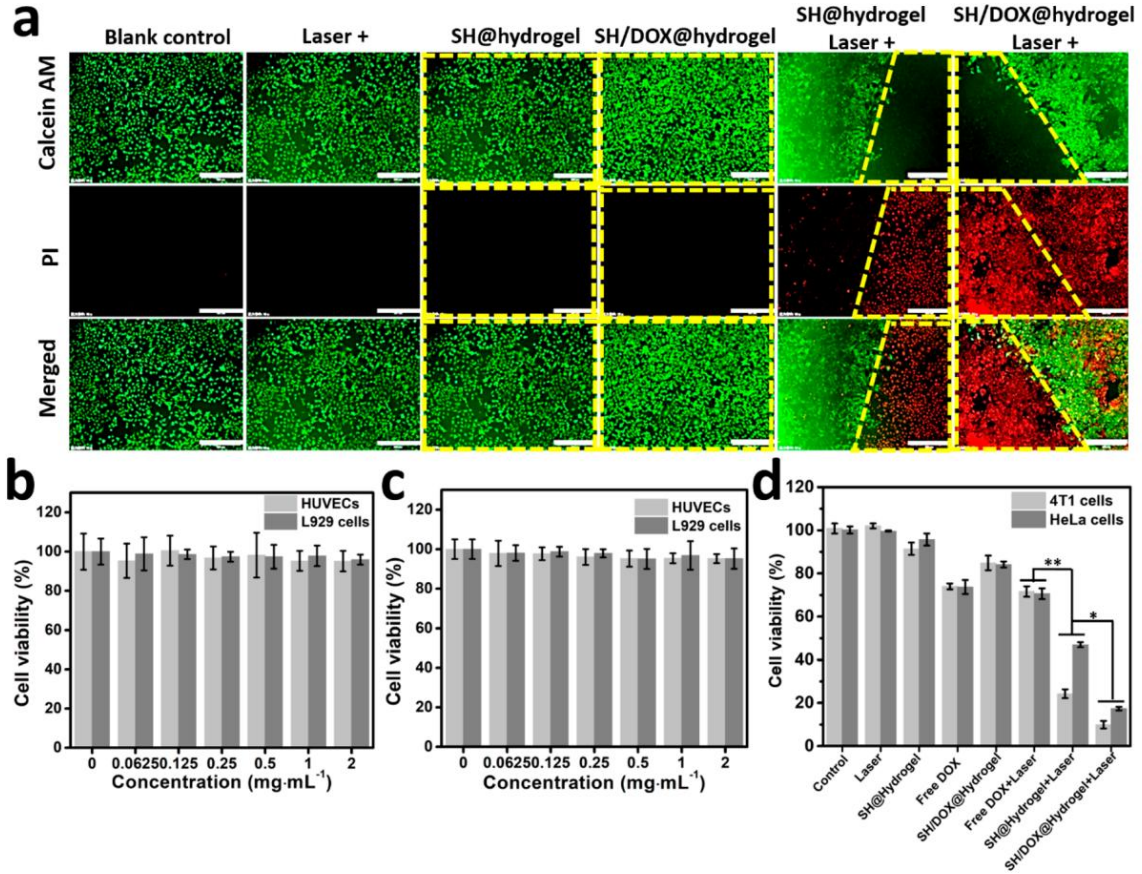 a
Blank control
Laser +
SH@hydrogel
SH/DOX@hydrogel
SH@hydrogel
Laser +
SH/DOX@hydrogel
Laser +
Calcein AM
PI
Merged
b
HUVECs
L929 cells
Cell viability (%)
120
100
80
60
40
20
0
0 0.0625 0.125 0.25 0.5 1 2
Concentration (mg·mL⁻¹)
c
HUVECs
L929 cells
Cell viability (%)
120
100
80
60
40
20
0
0 0.0625 0.125 0.25 0.5 1 2
Concentration (mg·mL⁻¹)
d
4T1 cells
HeLa cells
**
*
Cell viability (%)
120
100
80
60
40
20
0
Control
Laser
SH@Hydrogel
Free DOX
SH/DOX@Hydrogel
Free DOX+Laser
SH@Hydrogel+Laser
SH/DOX@Hydrogel+Laser